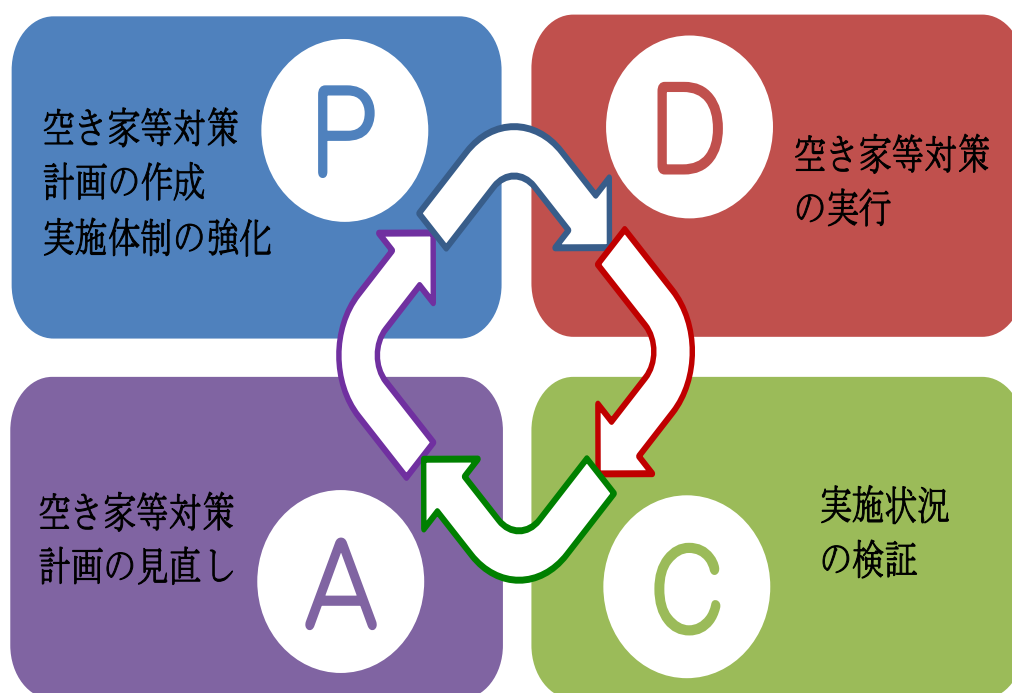 空き家等対策
計画の作成
実施体制の強化
P
D
空き家等対策
の実行
空き家等対策
計画の見直し
A
C
実施状況
の検証